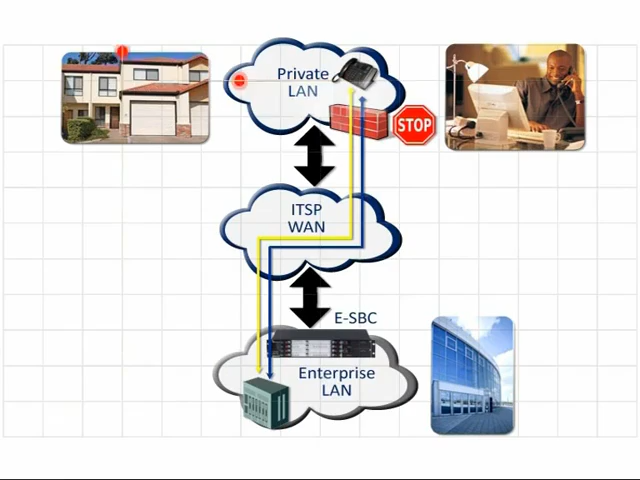 Private
LAN
STOP
ITSP
WAN
E-SBC
Enterprise
LAN